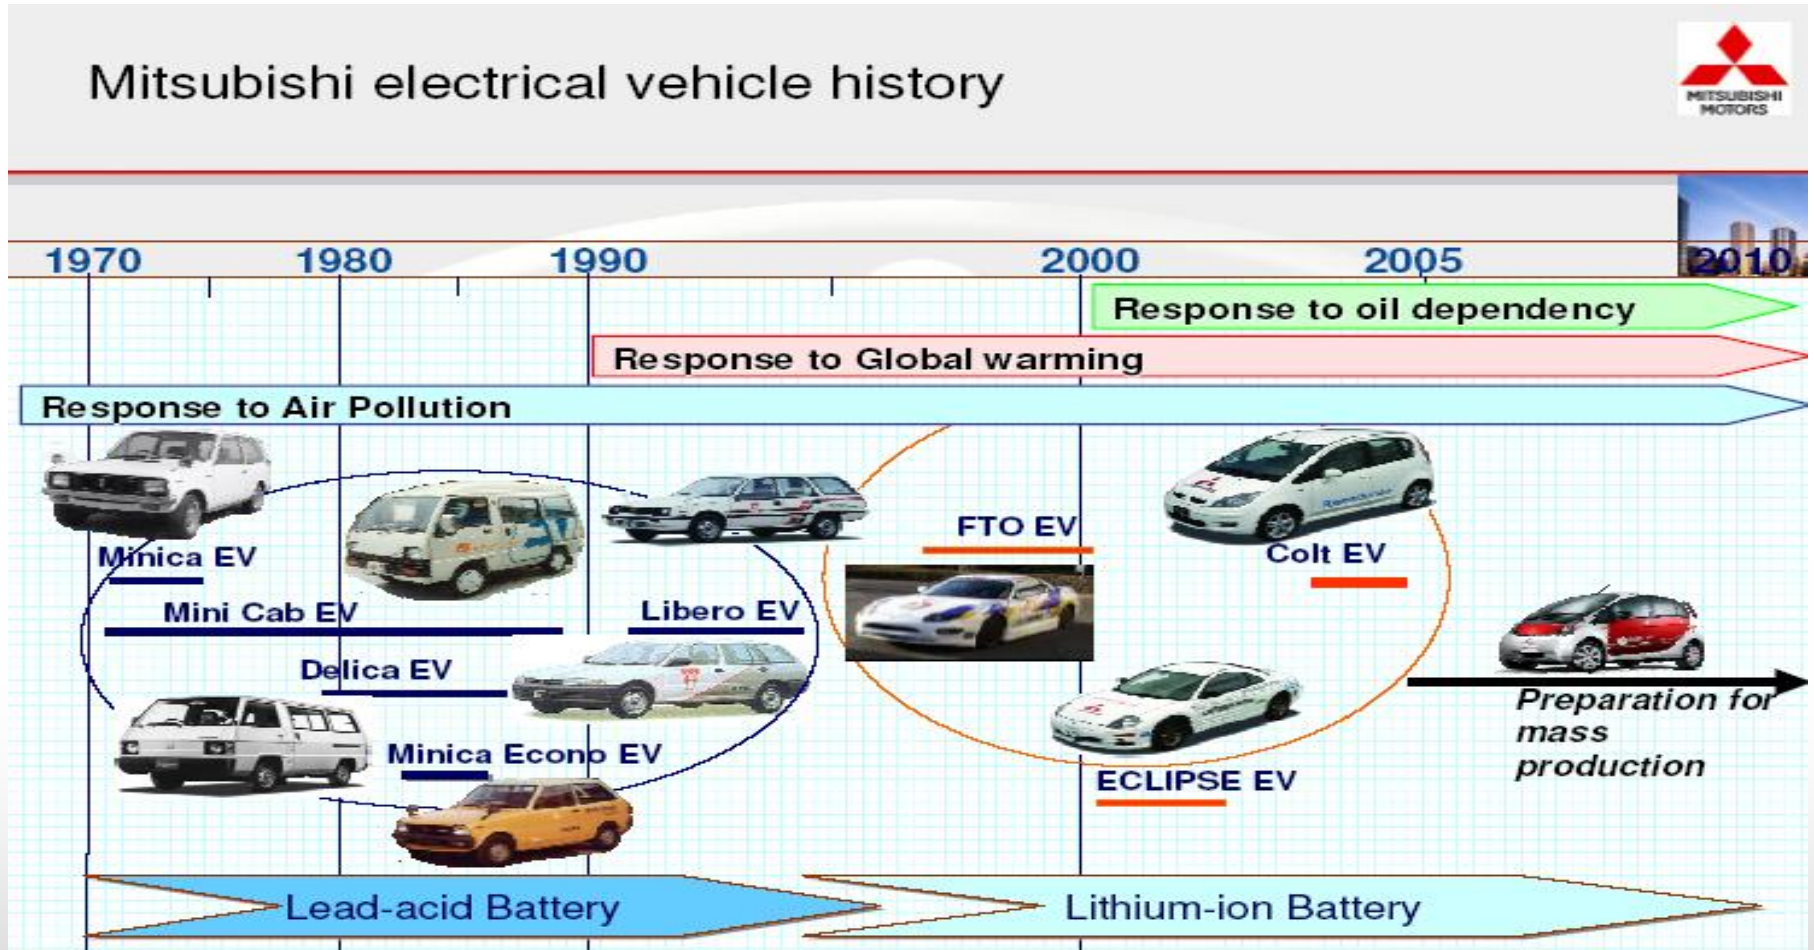 Mitsubishi electrical vehicle history
MITSUBISHI
MOTORS
1970 1980 1990 2000 2005 2010
Response to oil dependency
Response to Global warming
Response to Air Pollution
FTO EV
Colt EV
Minica EV
Mini Cab EV
Libero EV
Delica EV
Preparation for
mass
production
Minica Econo EV
ECLIPSE EV
Lead-acid Battery
Lithium-ion Battery